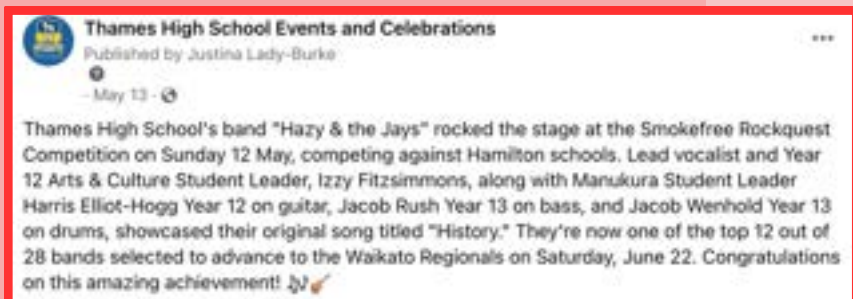 Thames High School Events and Celebrations
Published by Justina Lady-Burke
- May 13 -
Thames High School's band "Hazy & the Jays" rocked the stage at the Smokefree Rockquest
Competition on Sunday 12 May, competing against Hamilton schools. Lead vocalist and Year
12 Arts & Culture Student Leader, Izzy Fitzsimmons, along with Manukura Student Leader
Harris Elliot-Hogg Year 12 on guitar, Jacob Rush Year 13 on bass, and Jacob Wenhold Year 13
on drums, showcased their original song titled "History." They're now one of the top 12 out of
28 bands selected to advance to the Waikato Regionals on Saturday, June 22. Congratulations
on this amazing achievement! 🎶🎸